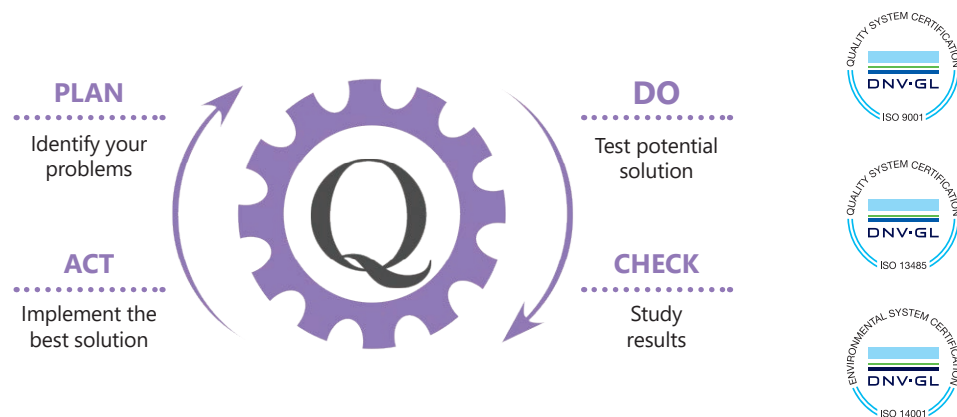 PLAN
Identify your
problems
DO
Test potential
solution
Q
ACT
Implement the
best solution
CHECK
Study
results
QUALITY SYSTEM CERTIFICATION
DNV·GL
ISO 9001
QUALITY SYSTEM CERTIFICATION
DNV·GL
ISO 13485
ENVIRONMENTAL SYSTEM CERTIFICATION
DNV·GL
ISO 14001